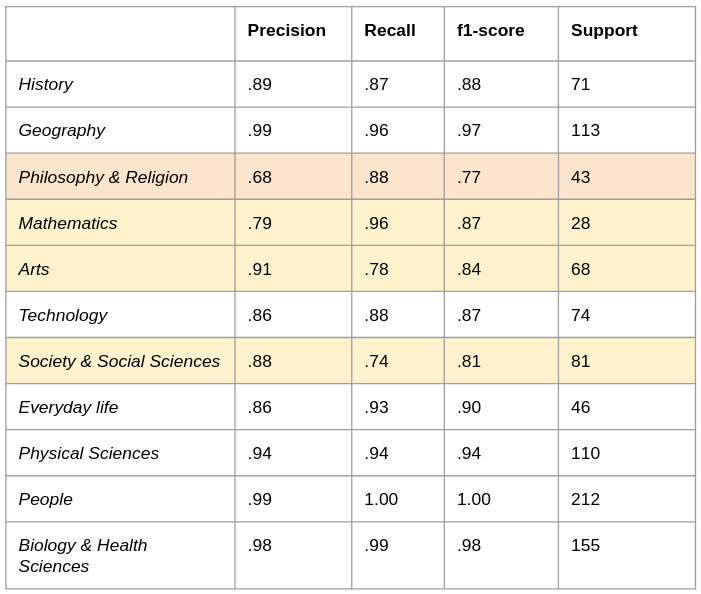 Precision Recall f1-score Support
History .89 .87 .88 71
Geography .99 .96 .97 113
Philosophy & Religion .68 .88 .77 43
Mathematics .79 .96 .87 28
Arts .91 .78 .84 68
Technology .86 .88 .87 74
Society & Social Sciences .88 .74 .81 81
Everyday life .86 .93 .90 46
Physical Sciences .94 .94 .94 110
People .99 1.00 1.00 212
Biology & Health .98 .99 .98 155
Sciences